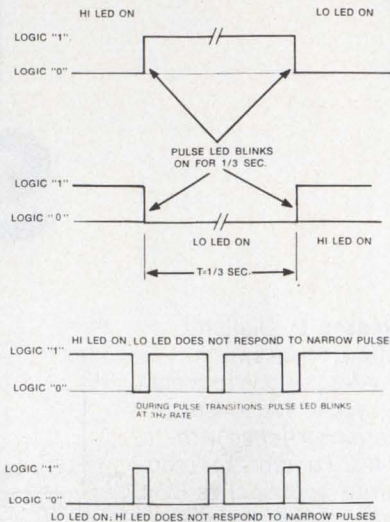 HI LED ON
LO LED ON
LOGIC "1"
LOGIC "0"
PULSE LED BLINKS
ON FOR 1/3 SEC.
LOGIC "1"
LOGIC "0"
LO LED ON
HI LED ON
T=1/3 SEC.
HI LED ON, LO LED DOES NOT RESPOND TO NARROW PULSE
LOGIC "1"
LOGIC "0"
DURING PULSE TRANSITIONS PULSE LED BLINKS
AT 3Hz RATE
LOGIC "1"
LOGIC "0"
LO LED ON, HI LED DOES NOT RESPOND TO NARROW PULSES